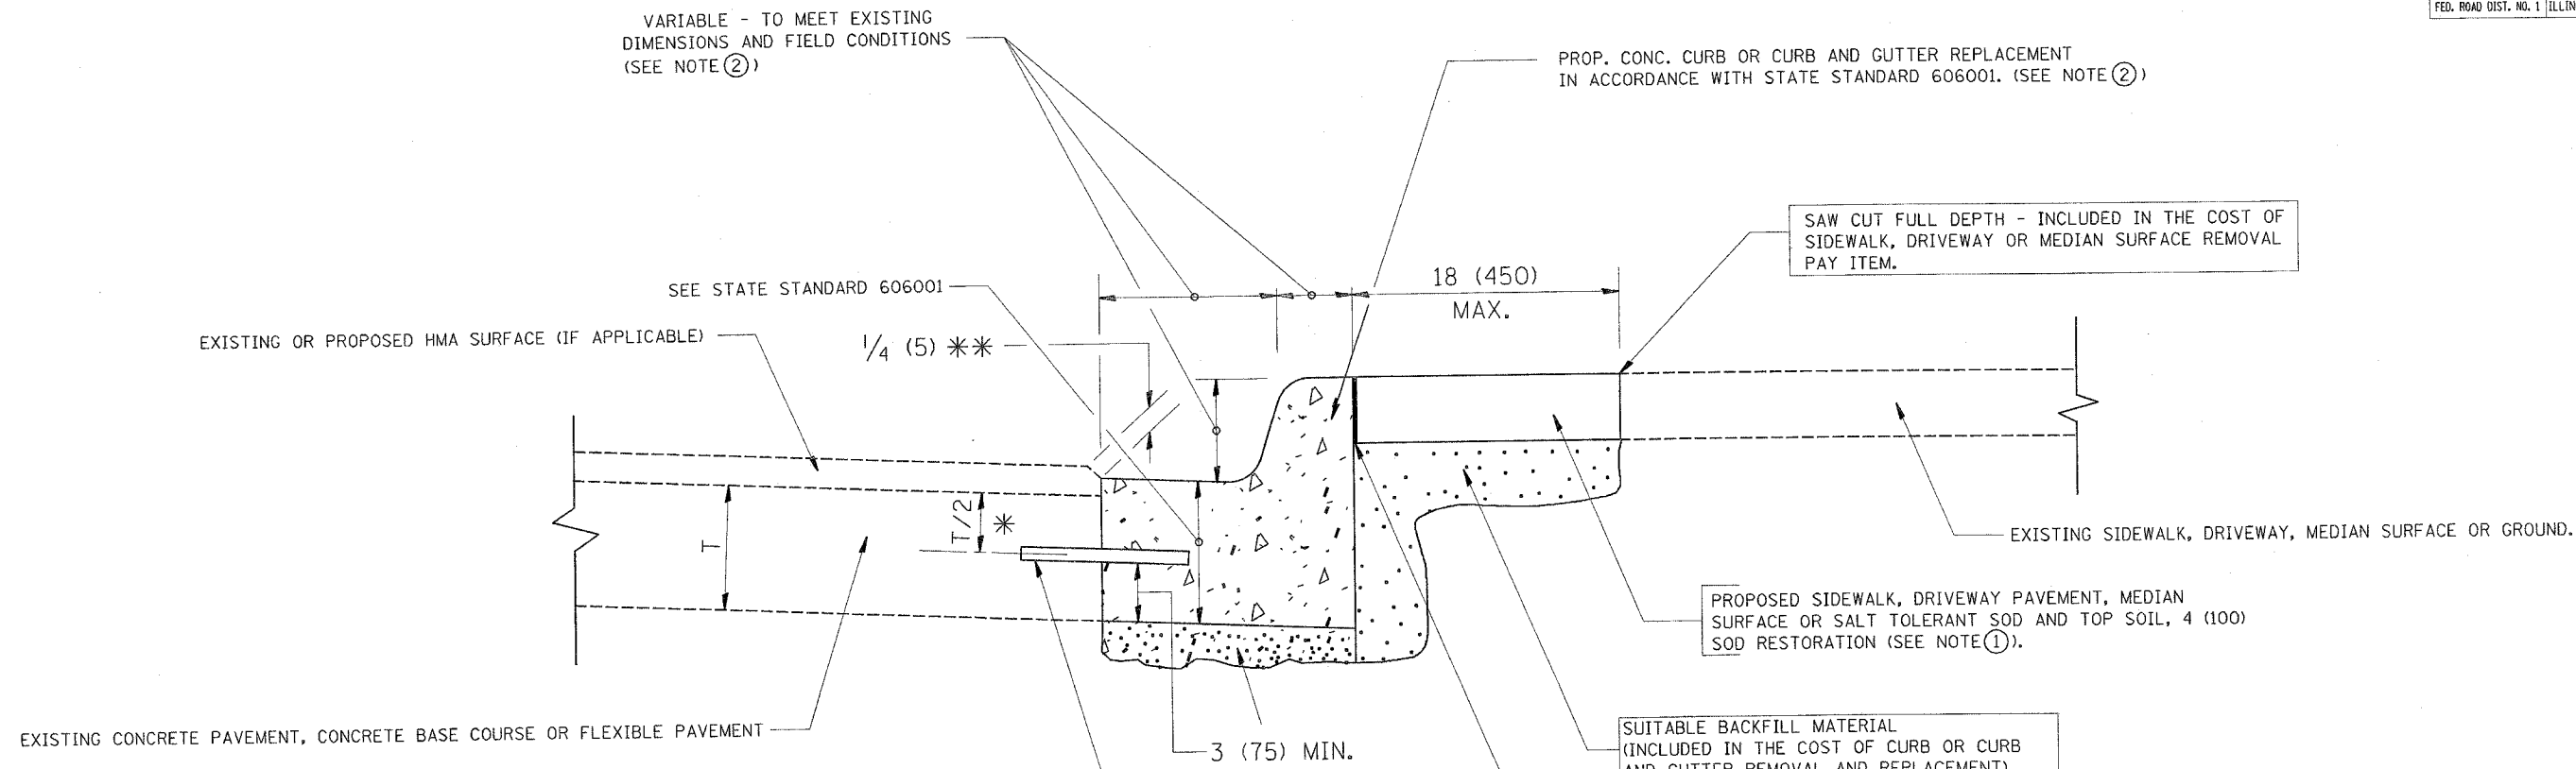 FED. ROAD DIST. NO. 1
VARIABLE - TO MEET EXISTING
DIMENSIONS AND FIELD CONDITIONS
(SEE NOTE ②)
PROP. CONC. CURB OR CURB AND GUTTER REPLACEMENT
IN ACCORDANCE WITH STATE STANDARD 606001. (SEE NOTE ②)
SAW CUT FULL DEPTH - INCLUDED IN THE COST OF
SIDEWALK, DRIVEWAY OR MEDIAN SURFACE REMOVAL
PAY ITEM.
SEE STATE STANDARD 606001
18 (450)
MAX.
EXISTING OR PROPOSED HMA SURFACE (IF APPLICABLE)
1/4 (5) **
T
T/2
*
EXISTING SIDEWALK, DRIVEWAY, MEDIAN SURFACE OR GROUND.
PROPOSED SIDEWALK, DRIVEWAY PAVEMENT, MEDIAN
SURFACE OR SALT TOLERANT SOD AND TOP SOIL, 4 (100)
SOD RESTORATION (SEE NOTE ①).
EXISTING CONCRETE PAVEMENT, CONCRETE BASE COURSE OR FLEXIBLE PAVEMENT
3 (75) MIN.
SUITABLE BACKFILL MATERIAL
(INCLUDED IN THE COST OF CURB OR CURB
AND GUTTER REMOVAL AND REPLACEMENT)